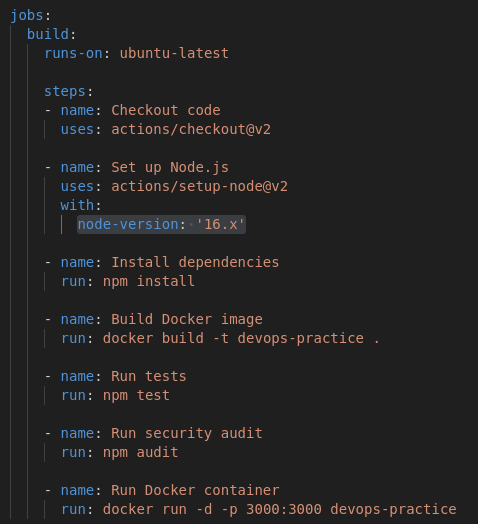 jobs:
build:
runs-on: ubuntu-latest
steps:
- name: Checkout code
uses: actions/checkout@v2
- name: Set up Node.js
uses: actions/setup-node@v2
with:
node-version: '16.x'
- name: Install dependencies
run: npm install
- name: Build Docker image
run: docker build -t devops-practice .
- name: Run tests
run: npm test
- name: Run security audit
run: npm audit
- name: Run Docker container
run: docker run -d -p 3000:3000 devops-practice